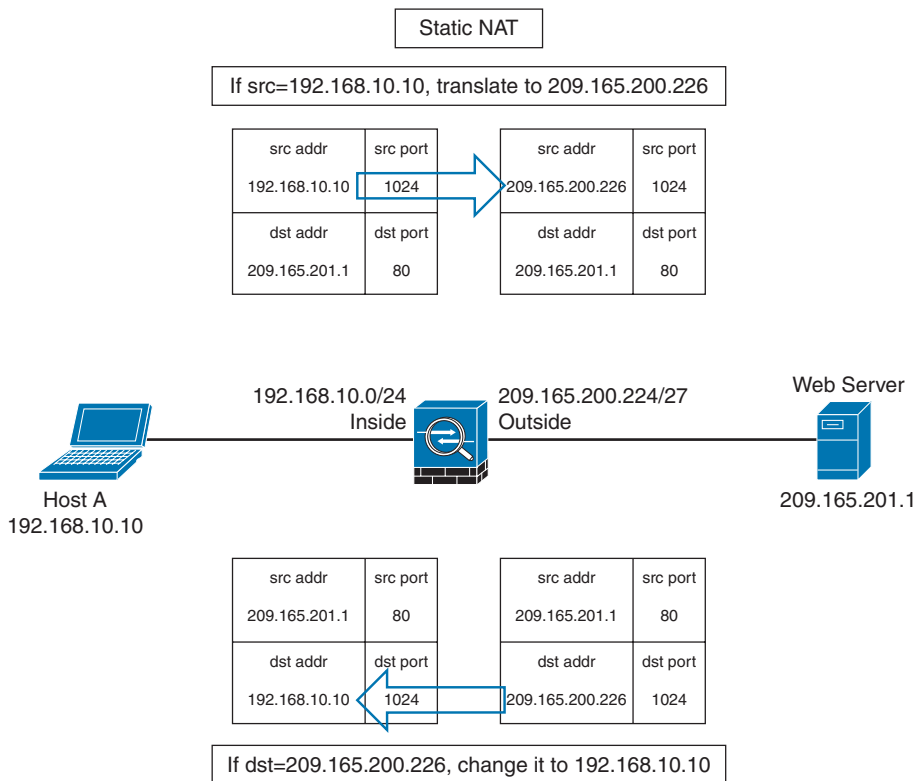 Static NAT
If src=192.168.10.10, translate to 209.165.200.226
src addr src port src addr src port
192.168.10.10 1024 209.165.200.226 1024
dst addr dst port dst addr dst port
209.165.201.1 80 209.165.201.1 80
192.168.10.0/24 209.165.200.224/27 Web Server
Inside Outside
Host A 209.165.201.1
192.168.10.10
src addr src port src addr src port
209.165.201.1 80 209.165.201.1 80
dst addr dst port dst addr dst port
192.168.10.10 1024 209.165.200.226 1024
If dst=209.165.200.226, change it to 192.168.10.10